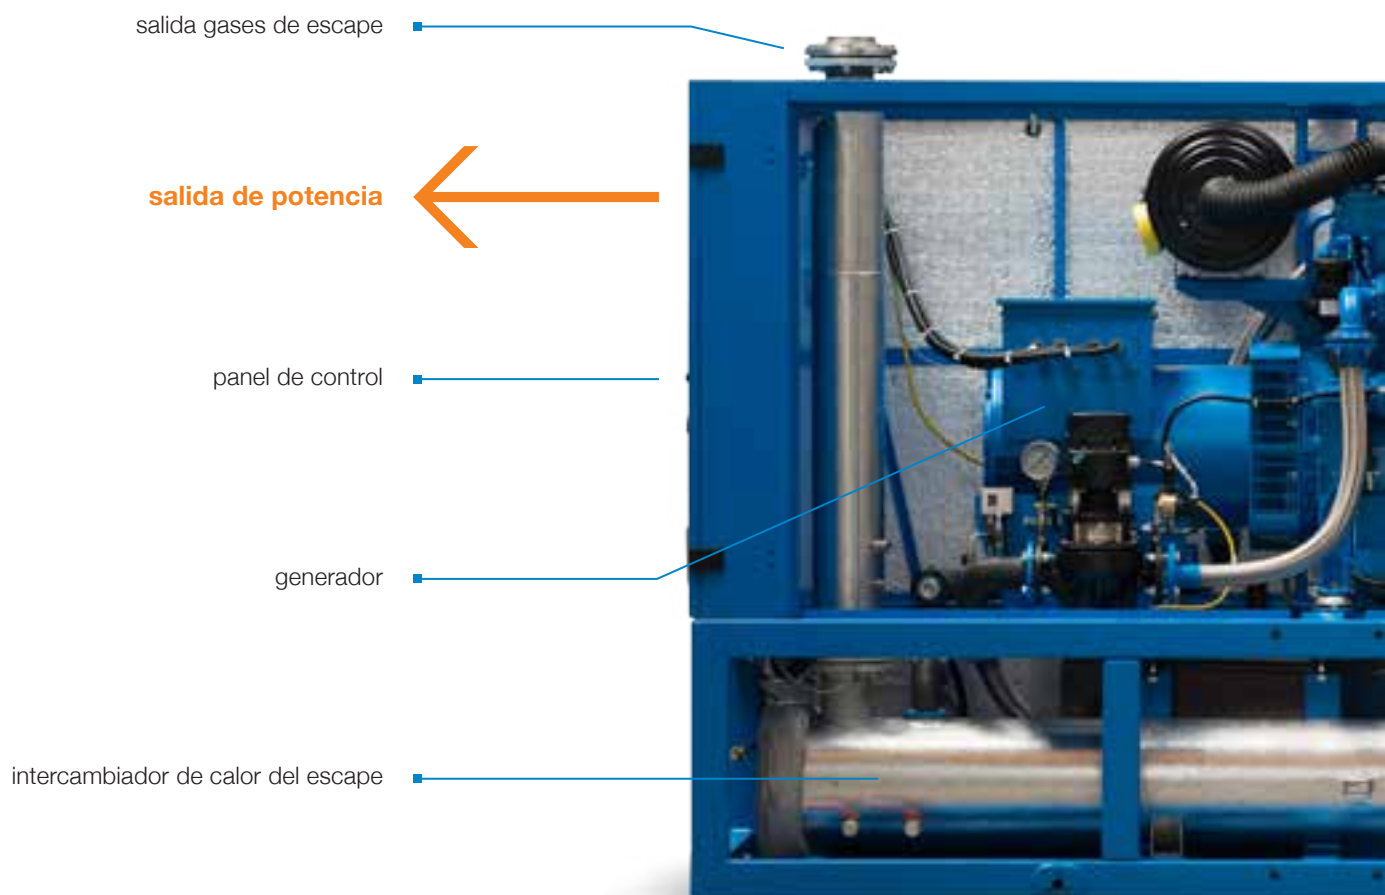 salida gases de escape
salida de potencia
panel de control
generador
intercambiador de calor del escape